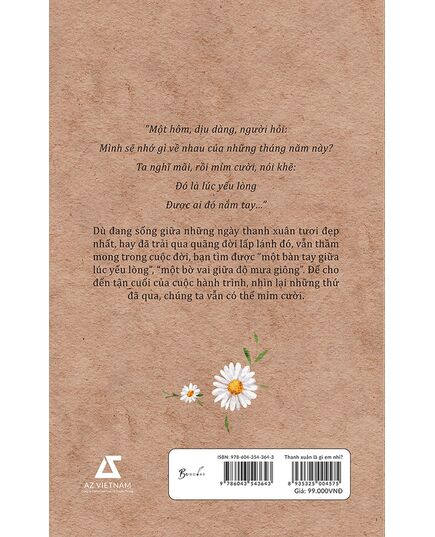 "Một hôm, dịu dàng, người hỏi:
Mình sẽ nhớ gì về nhau của những tháng năm này?
Ta nghĩ mãi, rồi mỉm cười, nói khẽ:
Đó là lúc yếu lòng
Được ai đó nắm tay..."
Dù đang sống giữa những ngày thanh xuân tươi đẹp
nhất, hay đã trải qua quãng đời lấp lánh đó, vẫn thầm
mong trong cuộc đời, bạn tìm được “một bàn tay giữa
lúc yếu lòng”, “một bờ vai giữa độ mưa giông”. Để cho
đến tận cuối của cuộc hành trình, nhìn lại những thứ
đã qua, chúng ta vẫn có thể mỉm cười.
ISBN: 978-604-354-364-3
Thanh xuân là gì em nhỉ?
9 786043 543643
8 935325 004575
Giá: 99.000VNĐ
AZ VIETNAM